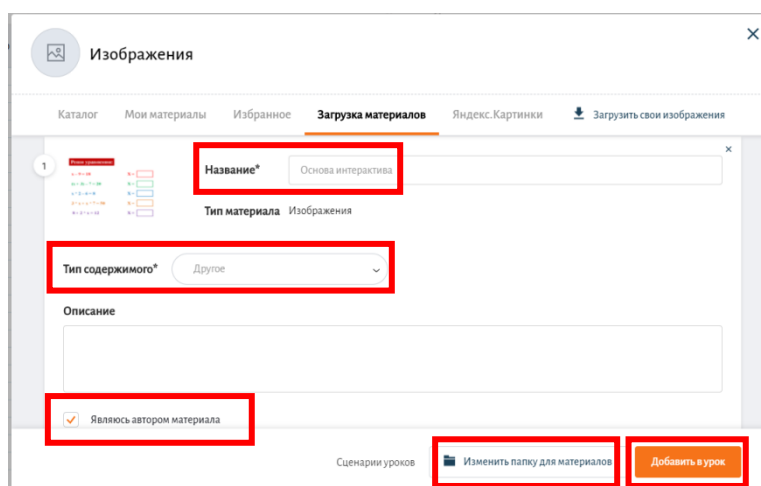 Изображения
Каталог Мои материалы Избранное Загрузка материалов Яндекс.Картинки Загрузить свои изображения
1
Название* Основа интерактива
Тип материала Изображения
Тип содержимого* Другое
Описание
Являюсь автором материала
Сценарии уроков Изменить папку для материалов Добавить в урок